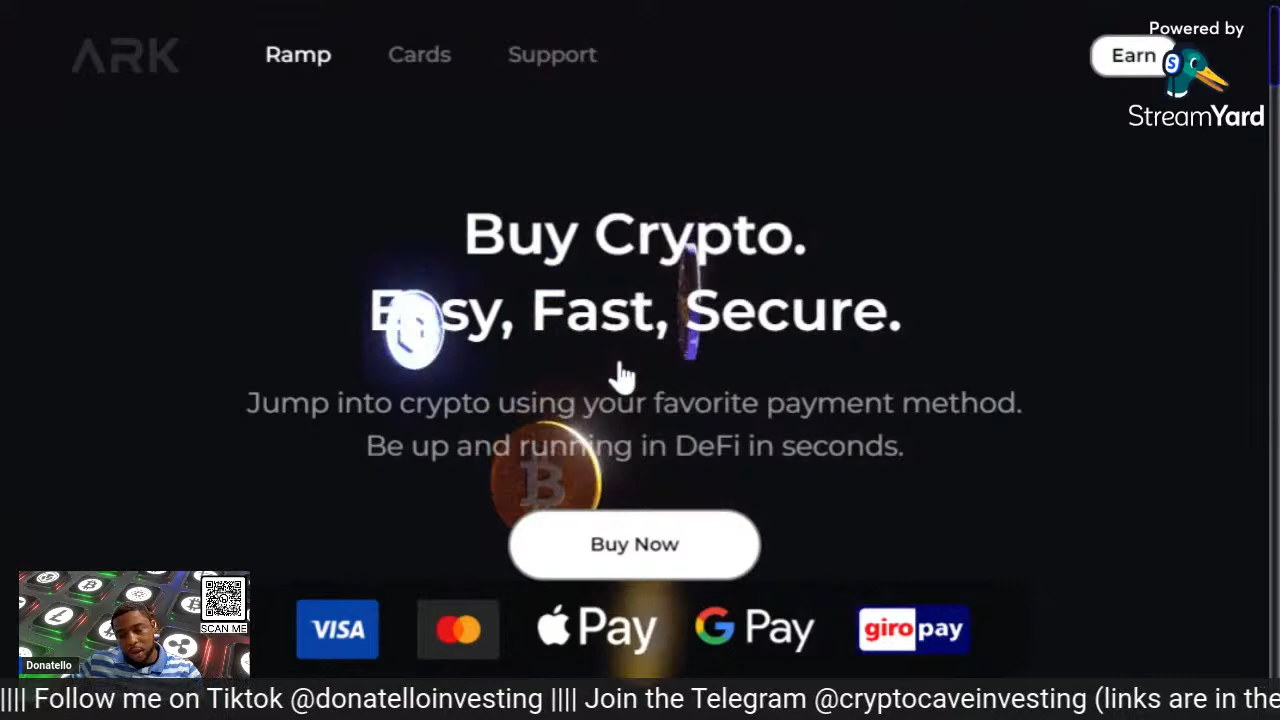 Powered by
StreamYard
ARK
Ramp
Cards
Support
Earn
Buy Crypto.
Easy, Fast, Secure.
Jump into crypto using your favorite payment method.
Be up and running in DeFi in seconds.
Buy Now
VISA
Pay
G Pay
giropay
SCAN ME
Donatello
|||| Follow me on Tiktok @donatelloinvesting |||| Join the Telegram @cryptocaveinvesting (links are in the